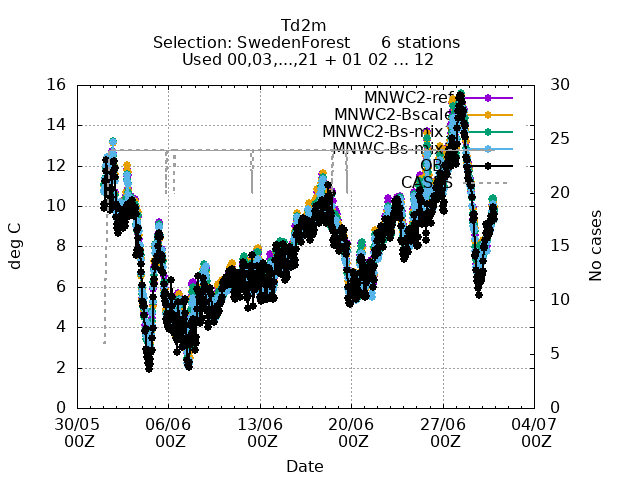 Td2m
Selection: SwedenForest 6 stations
Used 00,03,...,21 + 01 02 ... 12
16
14
12
10
8
6
4
2
0
30
25
20
15
10
5
0
deg C
No cases
MNWC2-ref
MNWC2-Bscale
MNWC2-Bs-mix1
MNWC-Bs-mix2
OBS
CASES
30/05 06/06 13/06 20/06 27/06 04/07
00Z 00Z 00Z 00Z 00Z 00Z
Date